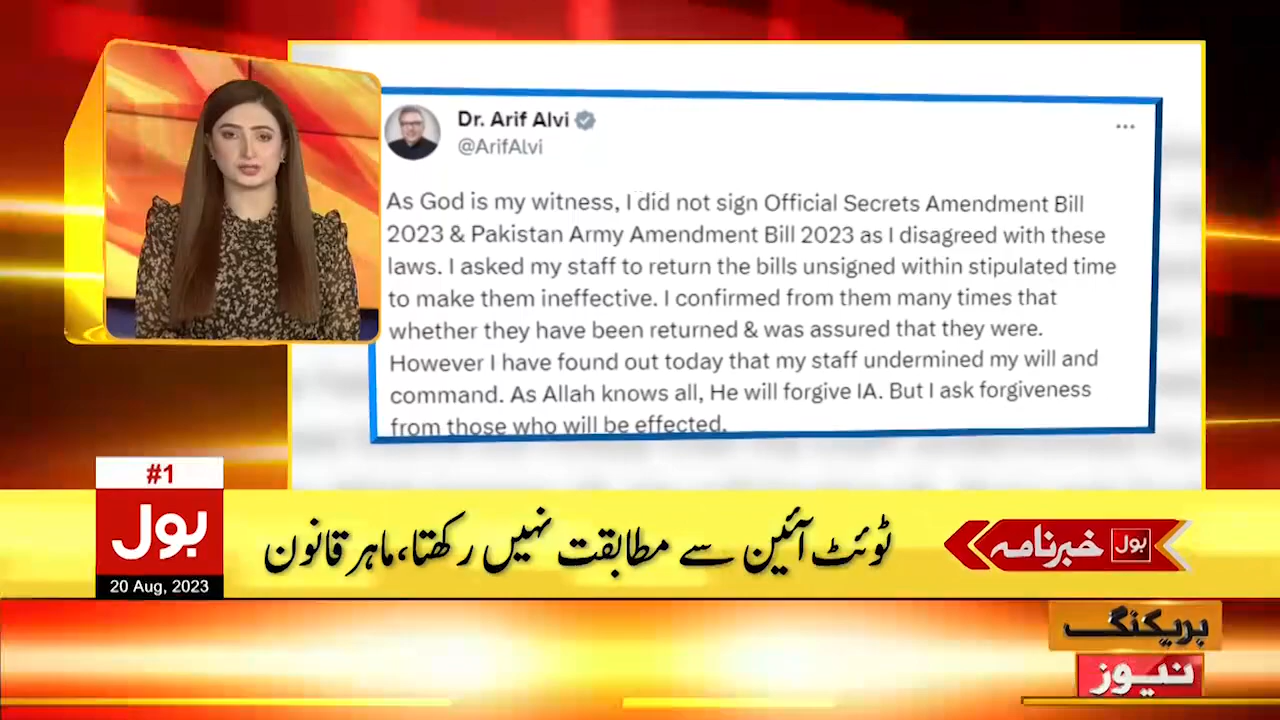 Dr. Arif Alvi
@ArifAlvi
As God is my witness, I did not sign Official Secrets Amendment Bill
2023 & Pakistan Army Amendment Bill 2023 as I disagreed with these
laws. I asked my staff to return the bills unsigned within stipulated time
to make them ineffective. I confirmed from them many times that
whether they have been returned & was assured that they were.
However I have found out today that my staff undermined my will and
command. As Allah knows all, He will forgive IA. But I ask forgiveness
from those who will be effected.
#1
بول
20 Aug, 2023
ٹوئٹ آئین سے مطابقت نہیں رکھتا، ماہر قانون
بول خبرنامہ
بریکنگ
نیوز